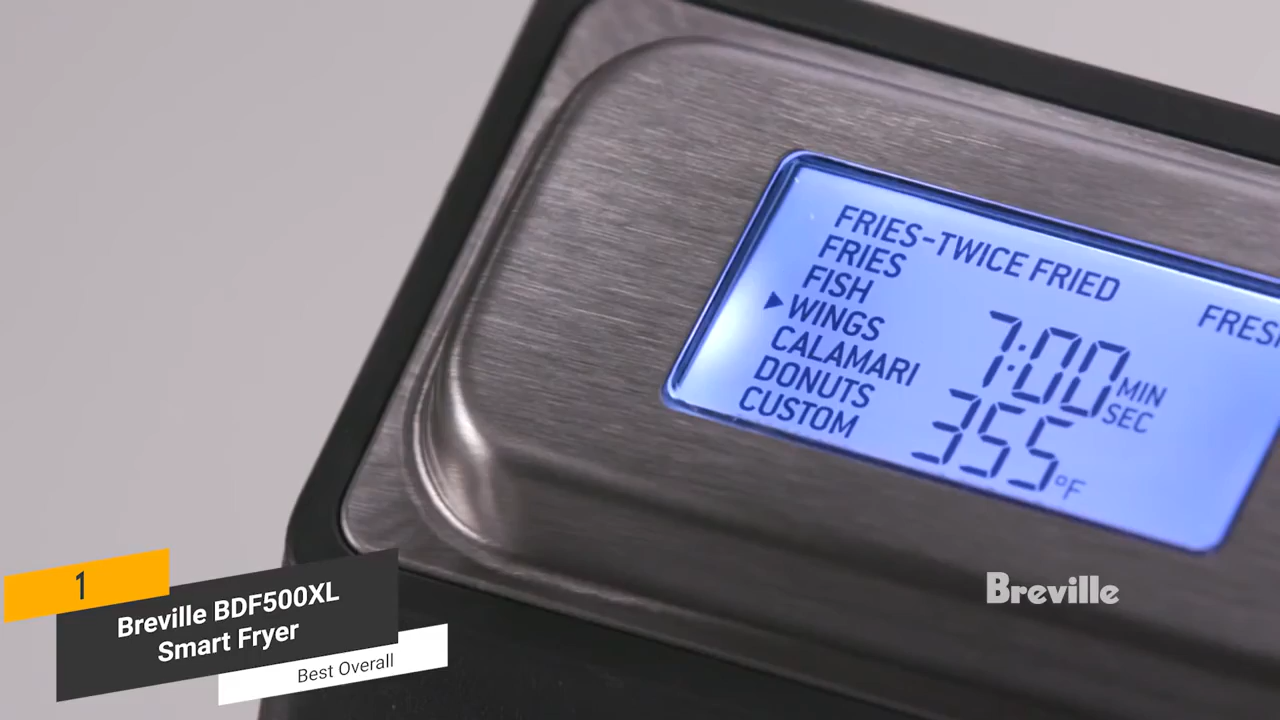 FRIES-TWICE FRIED
FRIES
FISH
WINGS
CALAMARI
DONUTS
CUSTOM
7:00 MIN
SEC
355 °F
Breville
1
Breville BDF500XL
Smart Fryer
Best Overall